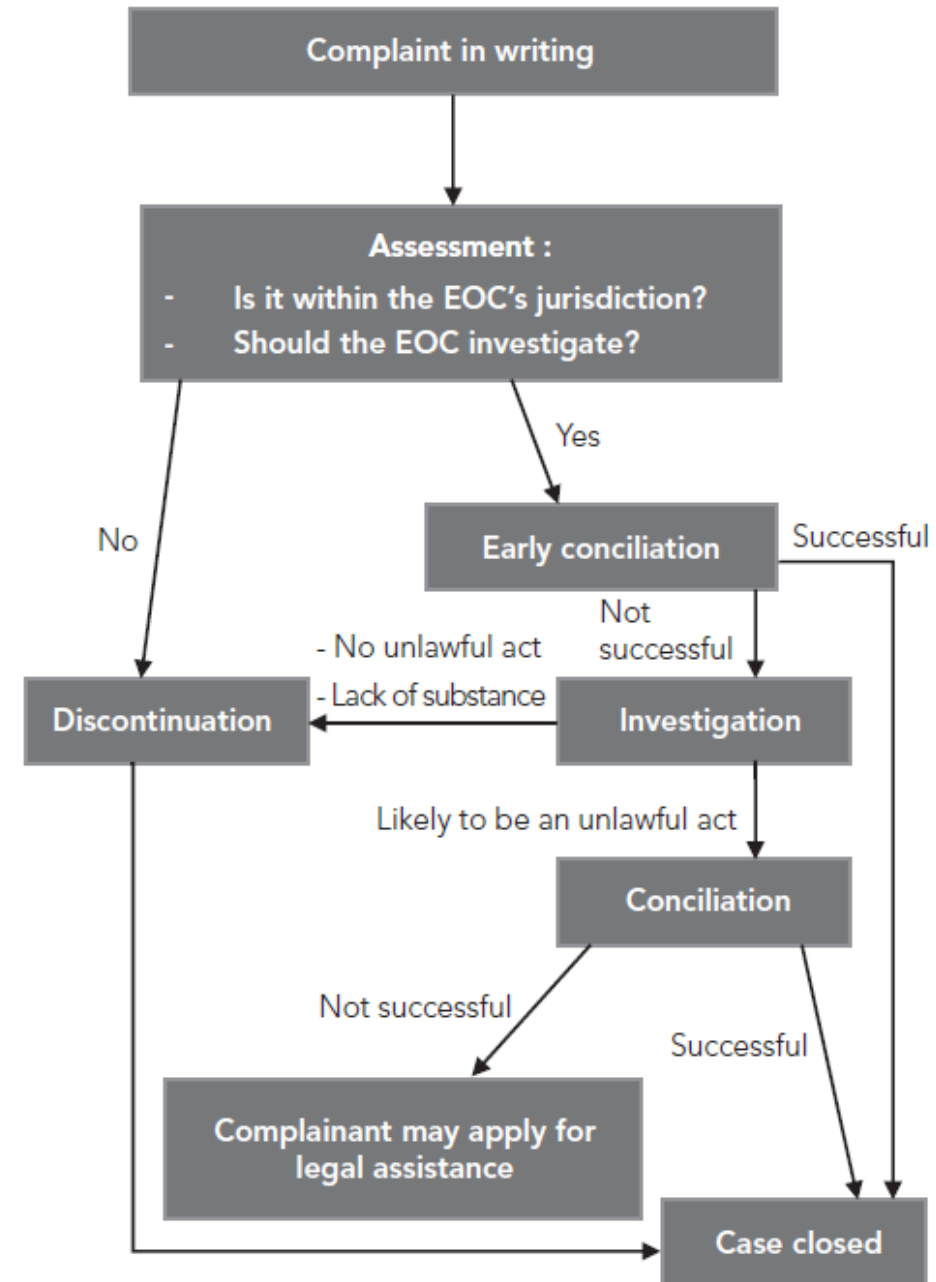 Complaint in writing
Assessment :
- Is it within the EOC's jurisdiction?
- Should the EOC investigate?
Yes
No
Early conciliation
Successful
Not
successful
- No unlawful act
- Lack of substance
Discontinuation
Investigation
Likely to be an unlawful act
Conciliation
Not successful
Successful
Complainant may apply for
legal assistance
Case closed